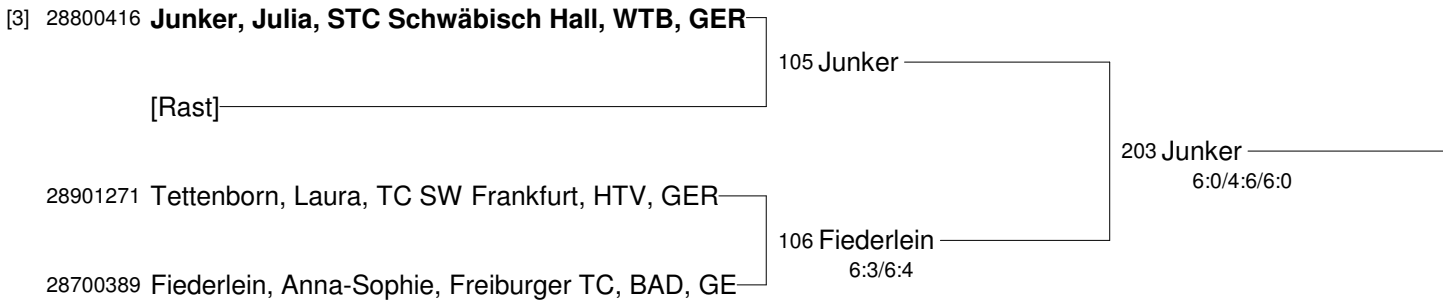 [3] 28800416 Junker, Julia, STC Schwäbisch Hall, WTB, GER
105 Junker
[Rast]
203 Junker
6:0/4:6/6:0
28901271 Tettenborn, Laura, TC SW Frankfurt, HTV, GER
106 Fiederlein
6:3/6:4
28700389 Fiederlein, Anna-Sophie, Freiburger TC, BAD, GE